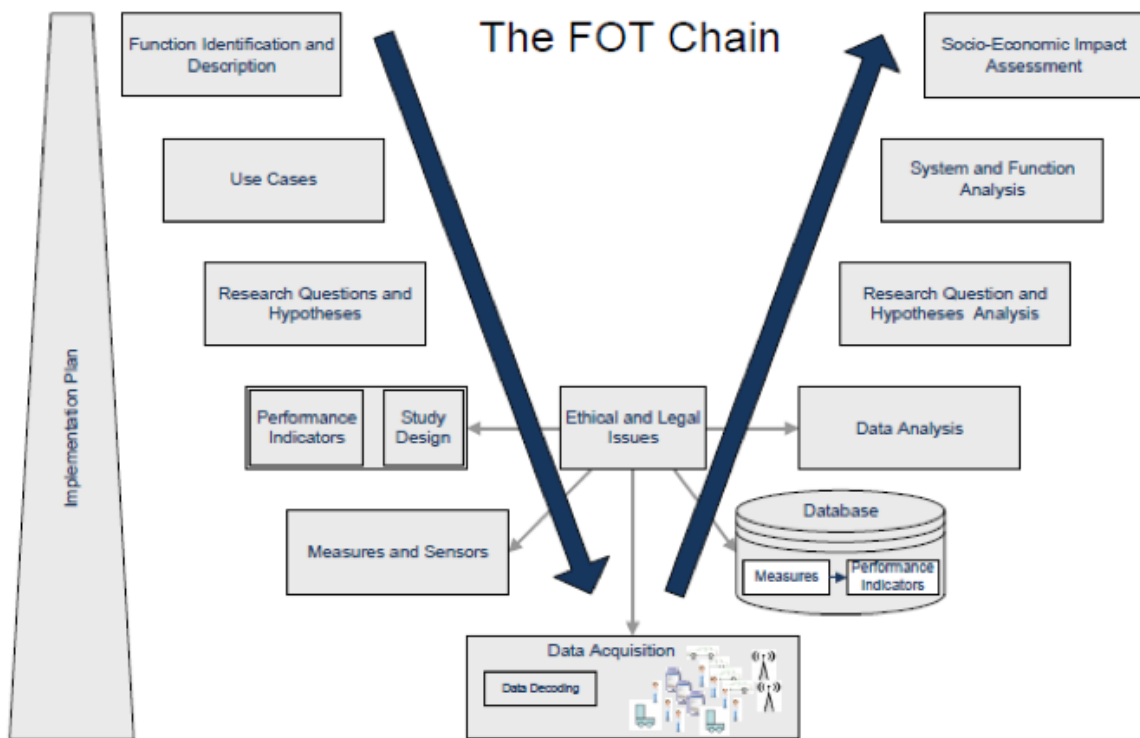 The FOT Chain
Function Identification and
Description
Socio-Economic Impact
Assessment
Use Cases
System and Function
Analysis
Research Questions and
Hypotheses
Research Question and
Hypotheses Analysis
Implementation Plan
Performance
Indicators
Study
Design
Ethical and Legal
Issues
Data Analysis
Measures and Sensors
Database
Measures
Performance
Indicators
Data Acquisition
Data Decoding